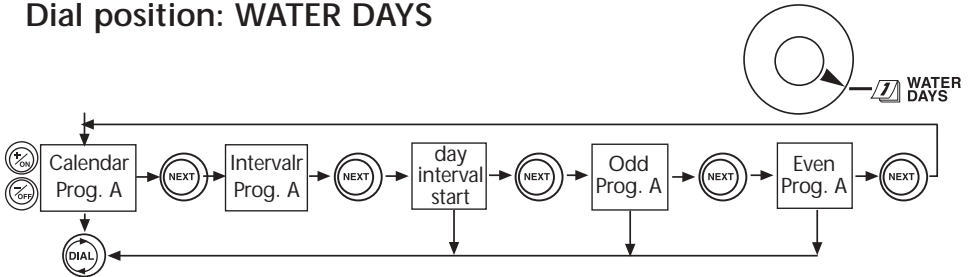 Dial position: WATER DAYS
1 WATER
DAYS
+/ON
-/OFF
Calendar
Prog. A
NEXT
Intervalr
Prog. A
NEXT
day
interval
start
NEXT
Odd
Prog. A
NEXT
Even
Prog. A
NEXT
DIAL